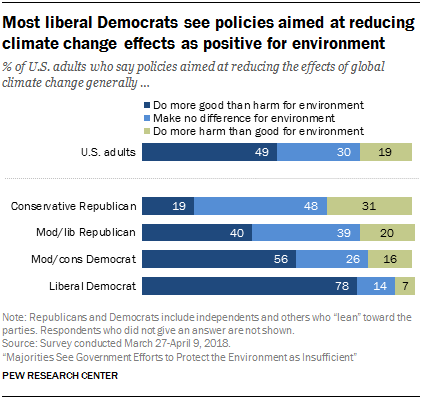 Most liberal Democrats see policies aimed at reducing
climate change effects as positive for environment
% of U.S. adults who say policies aimed at reducing the effects of global
climate change generally ...
Do more good than harm for environment
Make no difference for environment
Do more harm than good for environment
U.S. adults 49 30 19
Conservative Republican 19 48 31
Mod/lib Republican 40 39 20
Mod/cons Democrat 56 26 16
Liberal Democrat 78 14 7
Note: Republicans and Democrats include independents and others who “lean” toward the
parties. Respondents who did not give an answer are not shown.
Source: Survey conducted March 27-April 9, 2018.
“Majorities See Government Efforts to Protect the Environment as Insufficient”
PEW RESEARCH CENTER